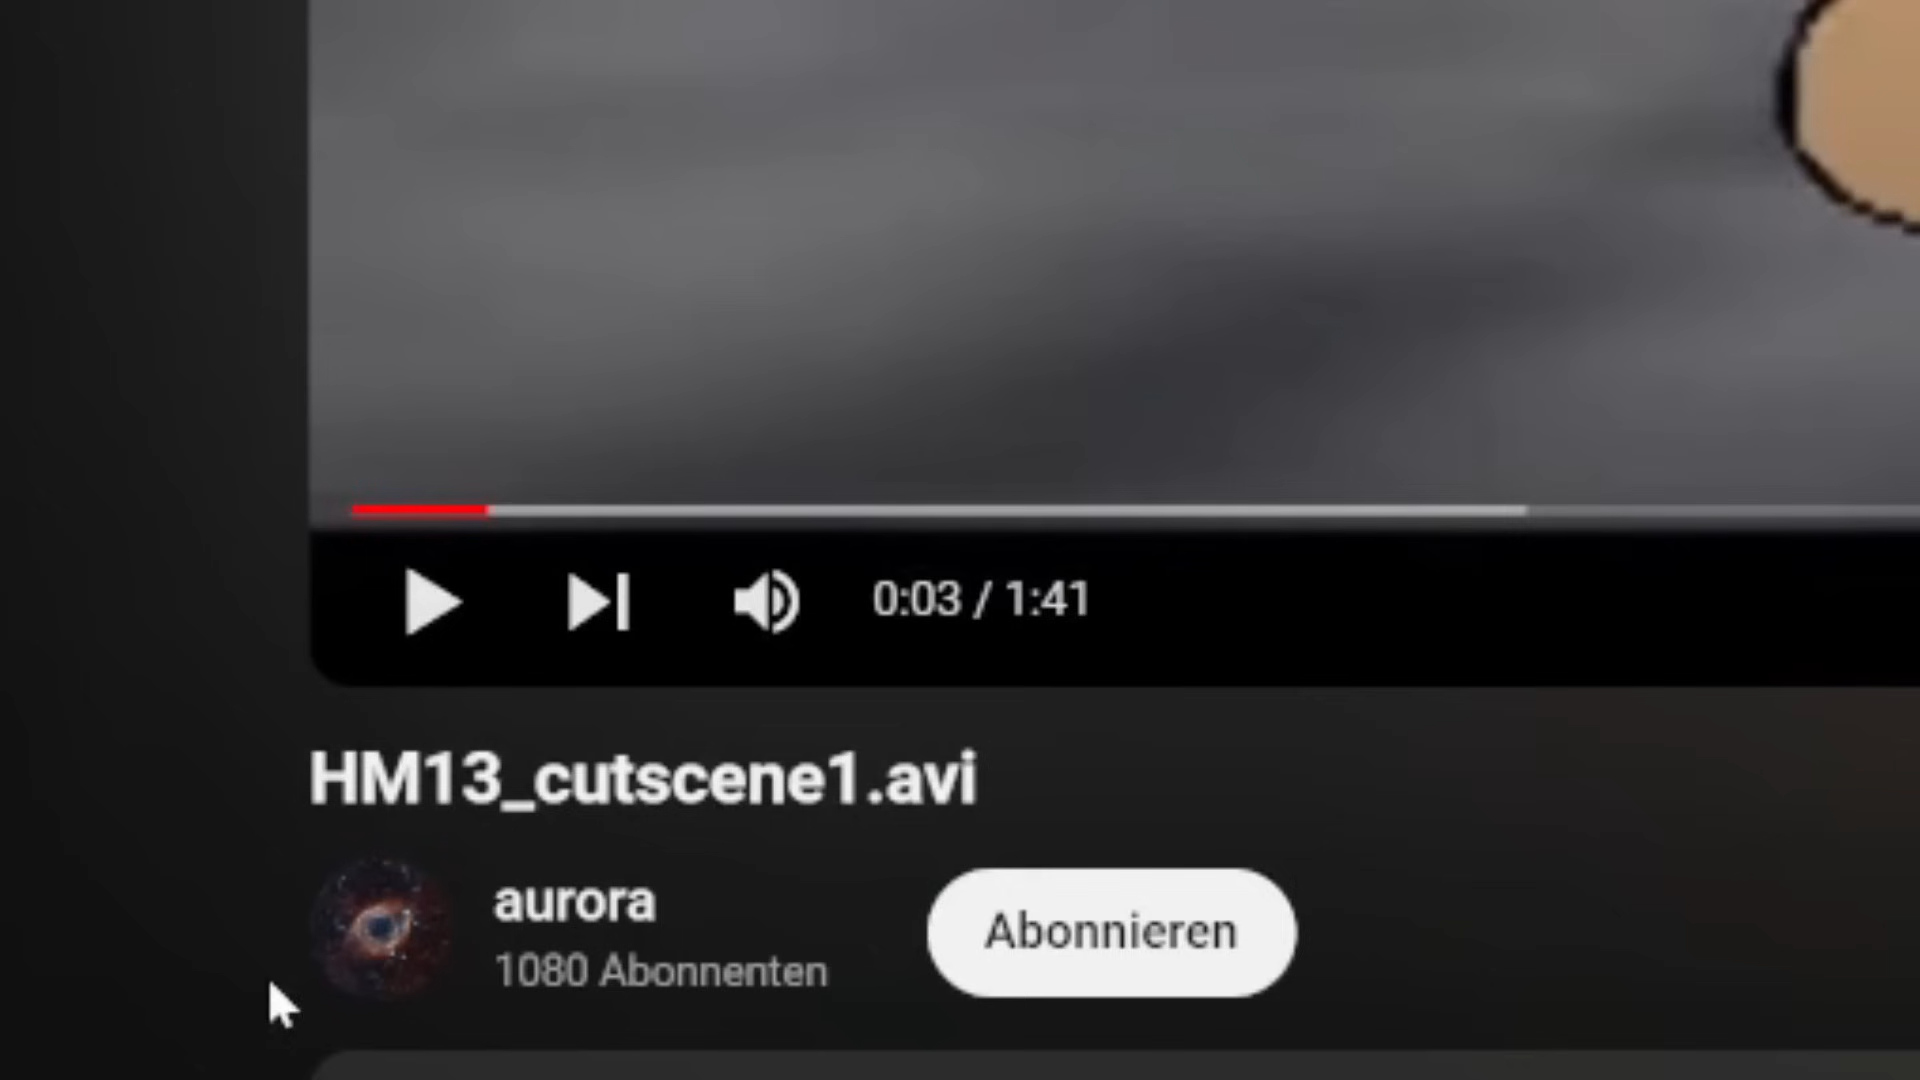 0:03 / 1:41
HM13_cutscene1.avi
aurora
1080 Abonnenten
Abonnieren